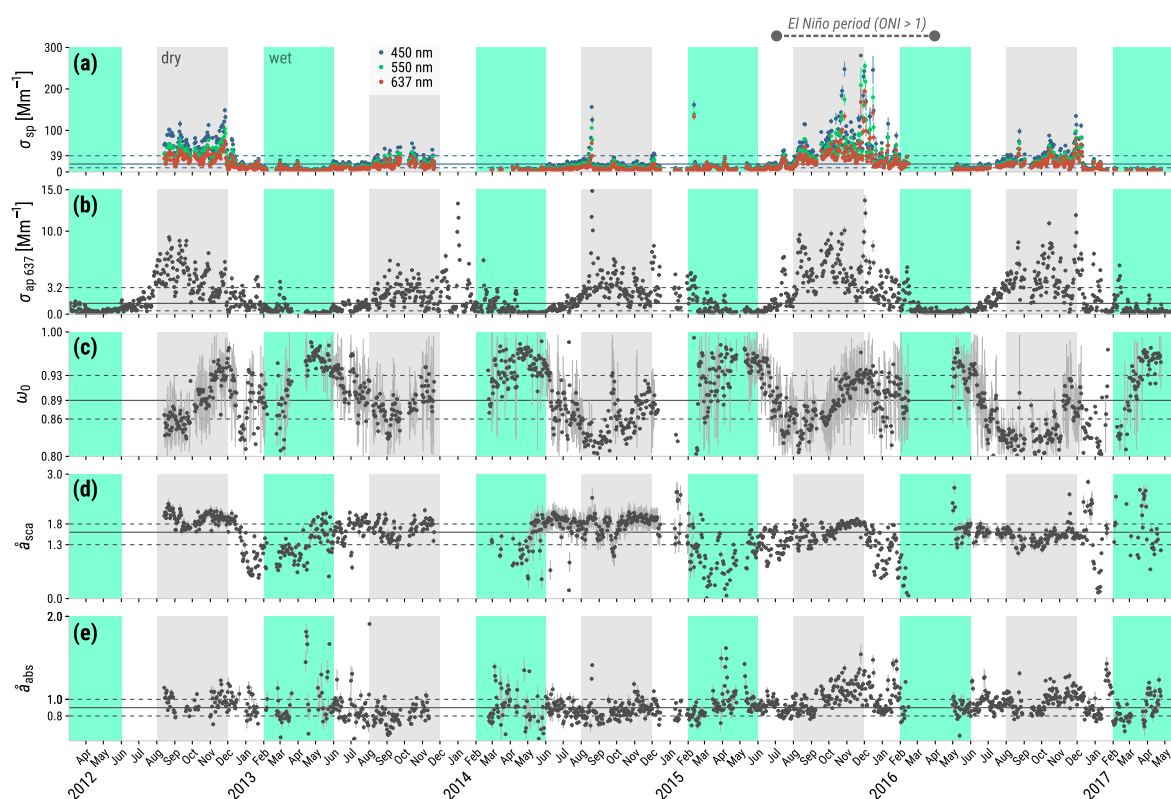 El Niño period (ONI > 1)
(a)
dry
wet
450 nm
550 nm
637 nm
300
200
100
39
0
σsp [Mm−1]
(b)
15.0
10.0
3.2
0.0
σap 637 [Mm−1]
(c)
1.00
0.93
0.89
0.86
0.80
ω0
(d)
3.0
1.8
1.3
0.0
åsca
(e)
2.0
1.0
0.8
åabs
Apr May Jun Jul Aug Sep Oct Nov Dec Jan Feb Mar Apr May Jun Jul Aug Sep Oct Nov Dec Jan Feb Mar Apr May Jun Jul Aug Sep Oct Nov Dec Jan Feb Mar Apr May Jun Jul Aug Sep Oct Nov Dec Jan Feb Mar Apr May Jun Jul Aug Sep Oct Nov Dec Jan Feb Mar Apr May
2012 2013 2014 2015 2016 2017